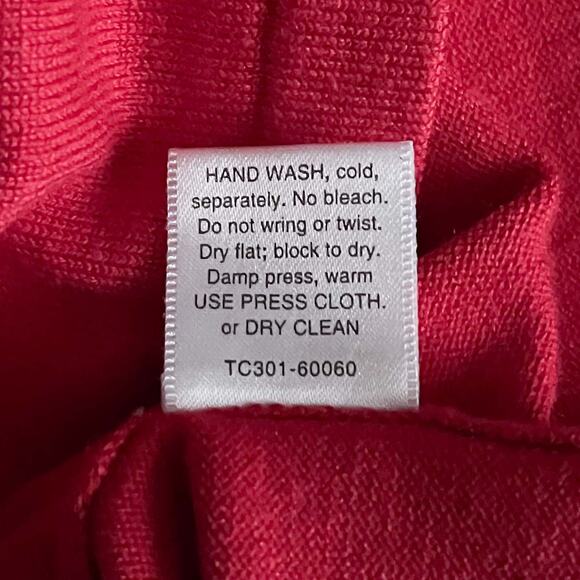 HAND WASH, cold,
separately. No bleach.
Do not wring or twist.
Dry flat; block to dry.
Damp press, warm
USE PRESS CLOTH.
or DRY CLEAN
TC301-60060